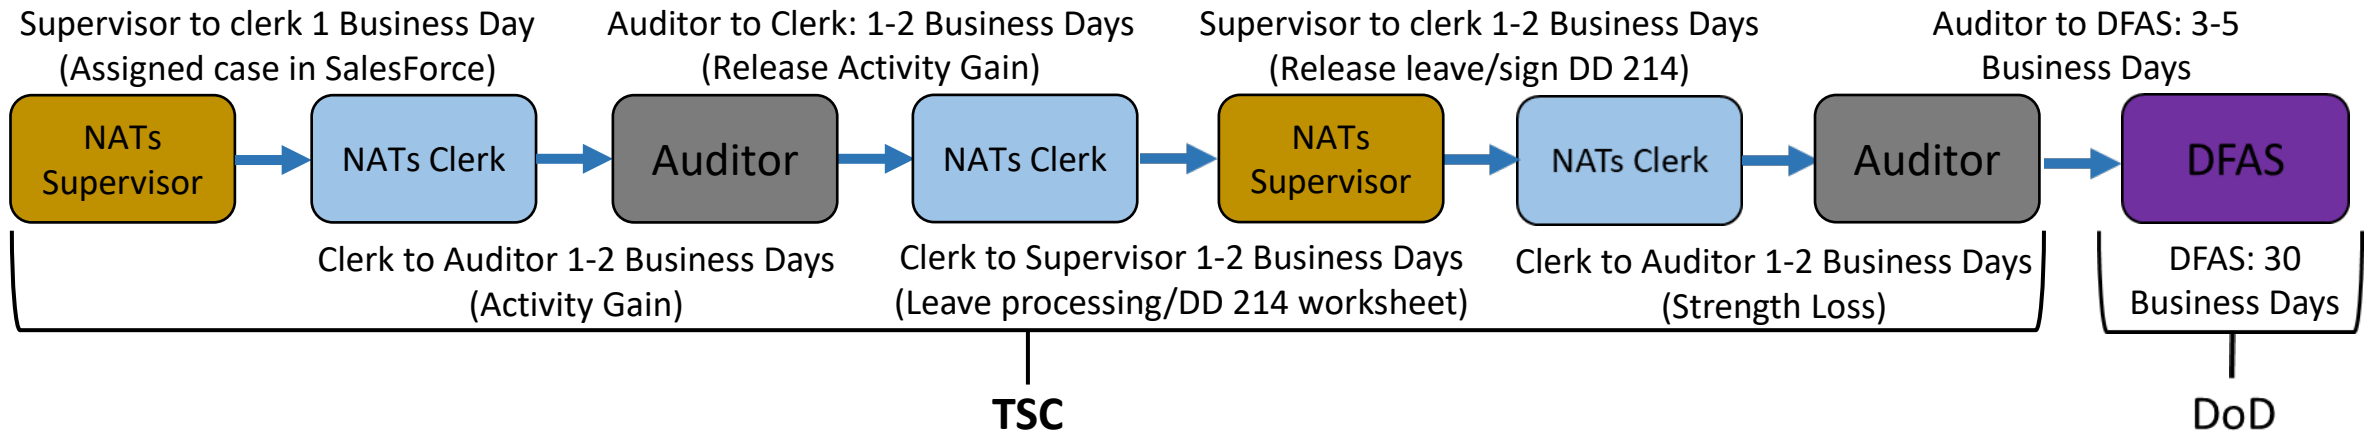 Supervisor to clerk 1 Business Day
(Assigned case in SalesForce)
Auditor to Clerk: 1-2 Business Days
(Release Activity Gain)
Supervisor to clerk 1-2 Business Days
(Release leave/sign DD 214)
Auditor to DFAS: 3-5
Business Days
NATs
Supervisor
NATs Clerk
Auditor
NATs Clerk
NATs
Supervisor
NATs Clerk
Auditor
DFAS
Clerk to Auditor 1-2 Business Days
(Activity Gain)
Clerk to Supervisor 1-2 Business Days
(Leave processing/DD 214 worksheet)
Clerk to Auditor 1-2 Business Days
(Strength Loss)
DFAS: 30
Business Days
TSC
DoD